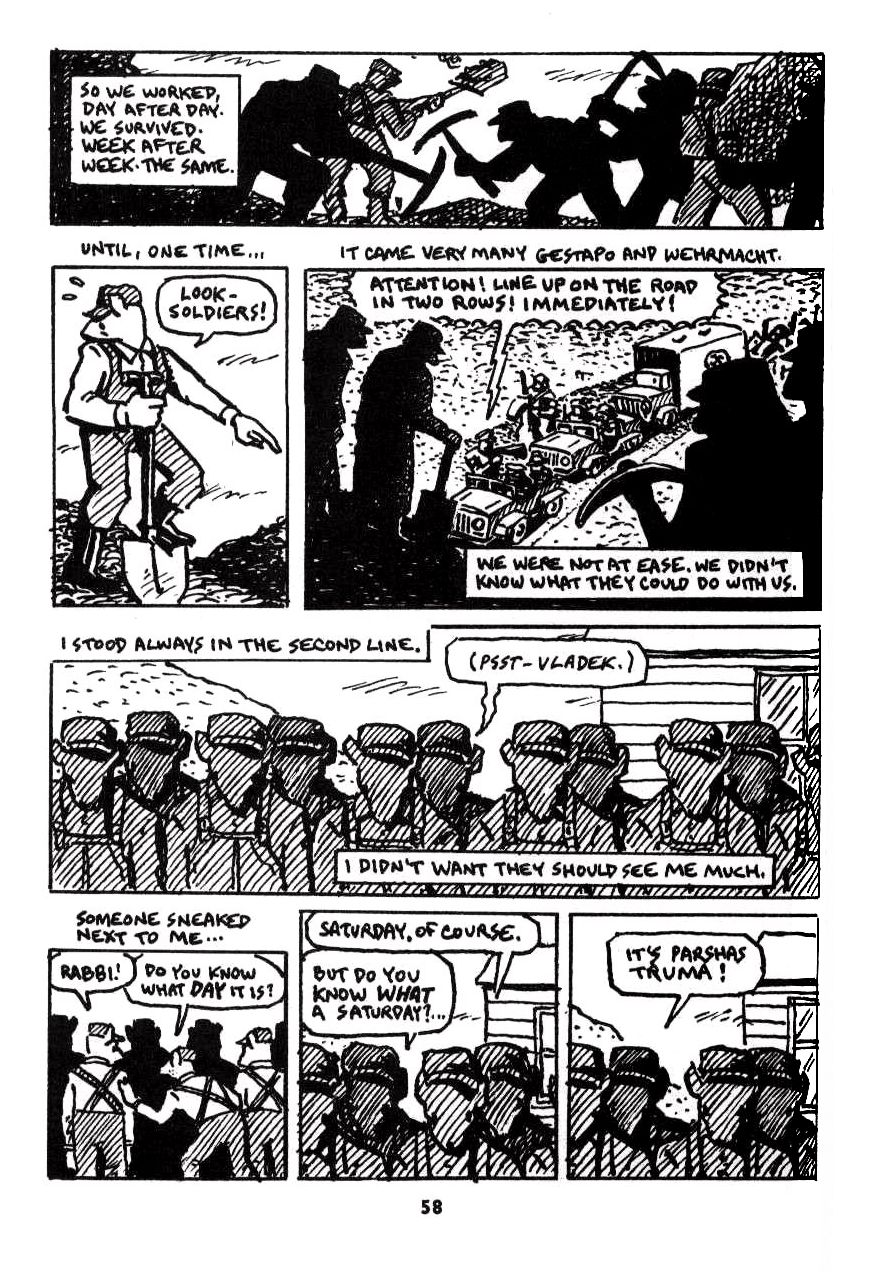 SO WE WORKED,
DAY AFTER DAY.
WE SURVIVED.
WEEK AFTER
WEEK. THE SAME.
UNTIL, ONE TIME...
LOOK-
SOLDIERS!
IT CAME VERY MANY GESTAPO AND WEHRMACHT.
ATTENTION! LINE UP ON THE ROAD
IN TWO ROWS! IMMEDIATELY!
WE WERE NOT AT EASE. WE DIDN'T
KNOW WHAT THEY COULD DO WITH US.
I STOOD ALWAYS IN THE SECOND LINE.
(PSST-VLADEK.)
I DIDN'T WANT THEY SHOULD SEE ME MUCH.
SOMEONE SNEAKED
NEXT TO ME...
RABBI!
DO YOU KNOW
WHAT DAY IT IS?
SATURDAY, OF COURSE.
BUT DO YOU
KNOW WHAT
A SATURDAY?...
IT'S PARSHAS
TRUMA!
58